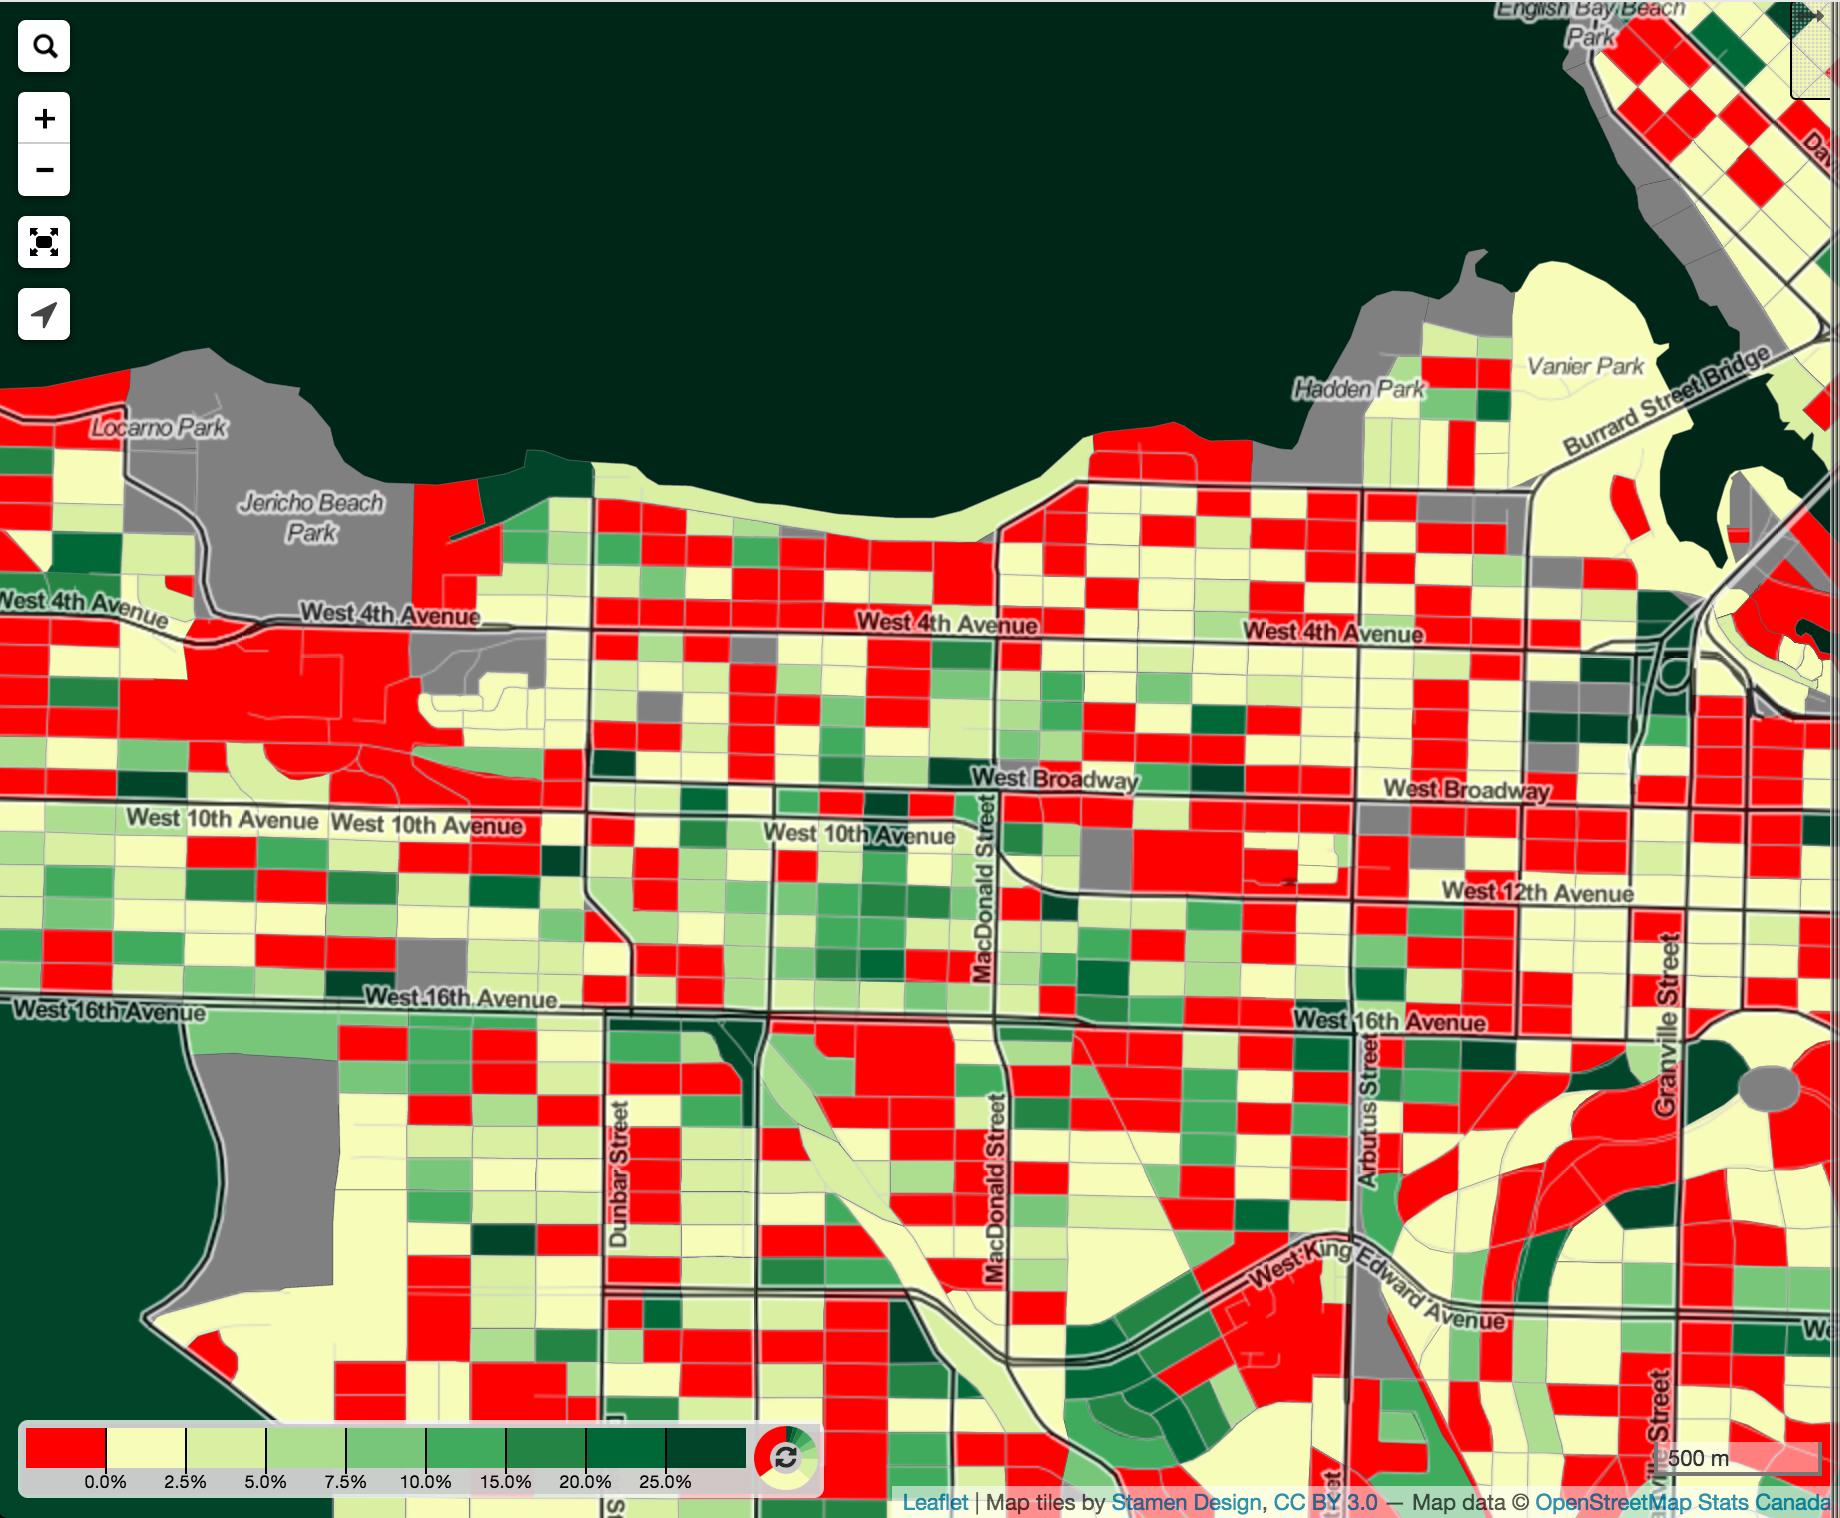 English Bay Beach
Park
Dav
+
−
Vanier Park
Hadden Park
Burrard Street Bridge
Locarno Park
Jericho Beach
Park
West 4th Avenue
West 4th Avenue
West 4th Avenue
West 4th Avenue
West Broadway
West Broadway
West 10th Avenue
West 10th Avenue
West 10th Avenue
MacDonald Street
West 12th Avenue
Granville Street
West 16th Avenue
West 16th Avenue
West 16th Avenue
Dunbar Street
MacDonald Street
Arbutus Street
West King Edward Avenue
We
ville Street
treet
0.0% 2.5% 5.0% 7.5% 10.0% 15.0% 20.0% 25.0%
500 m
Leaflet | Map tiles by Stamen Design, CC BY 3.0 — Map data © OpenStreetMap Stats Canada